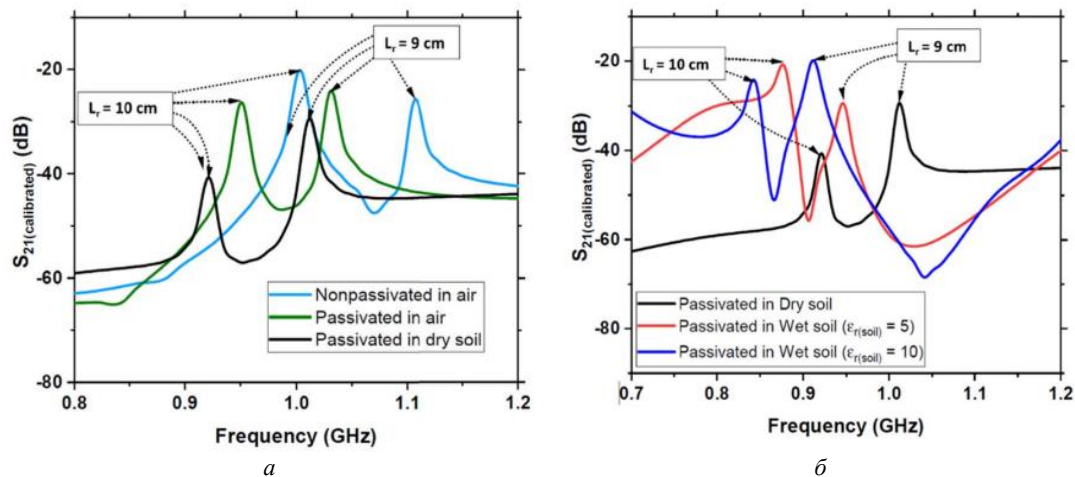 S21(calibrated) (dB)
-20
-40
-60
-80
Lr = 9 cm
Lr = 10 cm
Nonpassivated in air
Passivated in air
Passivated in dry soil
0.8 0.9 1.0 1.1 1.2
Frequency (GHz)
а
S21(calibrated) (dB)
-20
-40
-60
-80
Lr = 9 cm
Lr = 10 cm
Passivated in Dry soil
Passivated in Wet soil (εr(soil) = 5)
Passivated in Wet soil (εr(soil) = 10)
0.7 0.8 0.9 1.0 1.1 1.2
Frequency (GHz)
б